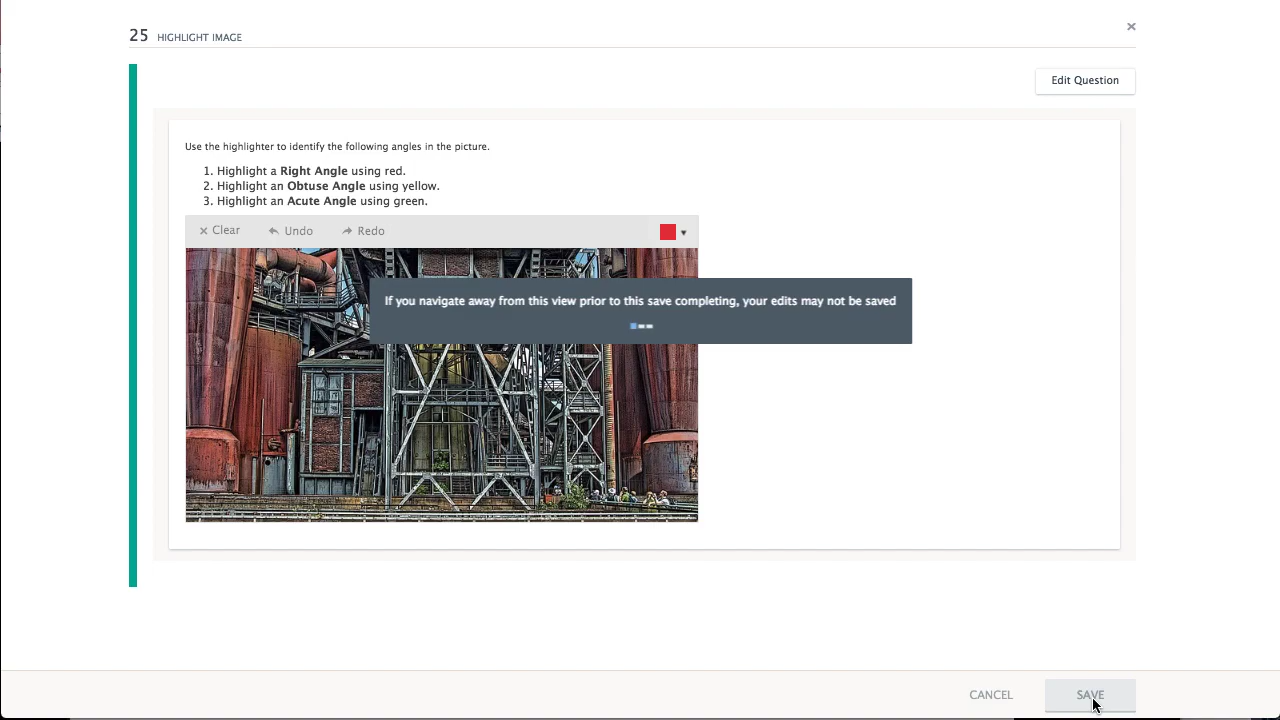 25 HIGHLIGHT IMAGE
×
Edit Question
Use the highlighter to identify the following angles in the picture.
1. Highlight a Right Angle using red.
2. Highlight an Obtuse Angle using yellow.
3. Highlight an Acute Angle using green.
× Clear Undo Redo
If you navigate away from this view prior to this save completing, your edits may not be saved
CANCEL SAVE